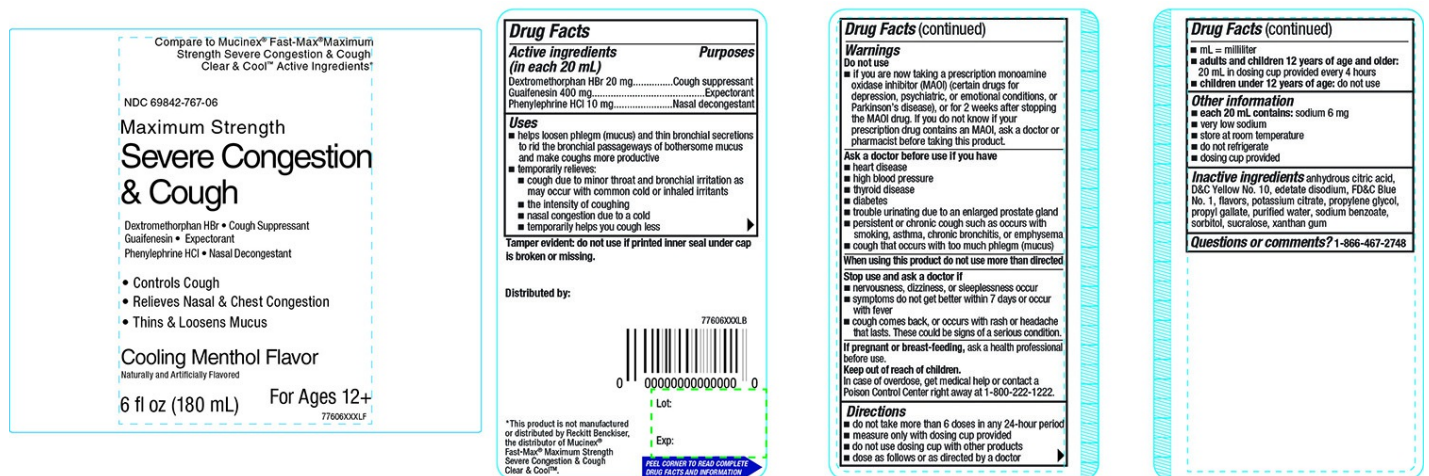 Compare to Mucinex® Fast-Max®Maximum
Strength Severe Congestion & Cough
Clear & Cool™ Active Ingredients*
NDC 69842-767-06
Maximum Strength
Severe Congestion
& Cough
Dextromethorphan HBr • Cough Suppressant
Guaifenesin • Expectorant
Phenylephrine HCl • Nasal Decongestant
• Controls Cough
• Relieves Nasal & Chest Congestion
• Thins & Loosens Mucus
Cooling Menthol Flavor
Naturally and Artificially Flavored
6 fl oz (180 mL)
For Ages 12+
77606XXXLF
Drug Facts
Active ingredients Purposes
(in each 20 mL)
Dextromethorphan HBr 20 mg...............Cough suppressant
Guaifenesin 400 mg..........................................Expectorant
Phenylephrine HCl 10 mg......................Nasal decongestant
Uses
■ helps loosen phlegm (mucus) and thin bronchial secretions
to rid the bronchial passageways of bothersome mucus
and make coughs more productive
■ temporarily relieves:
■ cough due to minor throat and bronchial irritation as
may occur with common cold or inhaled irritants
■ the intensity of coughing
■ nasal congestion due to a cold
■ temporarily helps you cough less
Tamper evident: do not use if printed inner seal under cap
is broken or missing.
Distributed by:
77606XXXLB
0 00000000000000 0
Lot:
Exp:
*This product is not manufactured
or distributed by Reckitt Benckiser,
the distributor of Mucinex®
Fast-Max® Maximum Strength
Severe Congestion & Cough
Clear & Cool™.
PEEL CORNER TO READ COMPLETE
DRUG FACTS AND INFORMATION
Drug Facts (continued)
Warnings
Do not use
■ if you are now taking a prescription monoamine
oxidase inhibitor (MAOI) (certain drugs for
depression, psychiatric, or emotional conditions, or
Parkinson's disease), or for 2 weeks after stopping
the MAOI drug. If you do not know if your
prescription drug contains an MAOI, ask a doctor or
pharmacist before taking this product.
Ask a doctor before use if you have
■ heart disease
■ high blood pressure
■ thyroid disease
■ diabetes
■ trouble urinating due to an enlarged prostate gland
■ persistent or chronic cough such as occurs with
smoking, asthma, chronic bronchitis, or emphysema
■ cough that occurs with too much phlegm (mucus)
When using this product do not use more than directed
Stop use and ask a doctor if
■ nervousness, dizziness, or sleeplessness occur
■ symptoms do not get better within 7 days or occur
with fever
■ cough comes back, or occurs with rash or headache
that lasts. These could be signs of a serious condition.
If pregnant or breast-feeding, ask a health professional
before use.
Keep out of reach of children.
In case of overdose, get medical help or contact a
Poison Control Center right away at 1-800-222-1222.
Directions
■ do not take more than 6 doses in any 24-hour period
■ measure only with dosing cup provided
■ do not use dosing cup with other products
■ dose as follows or as directed by a doctor
Drug Facts (continued)
■ mL = milliliter
■ adults and children 12 years of age and older:
20 mL in dosing cup provided every 4 hours
■ children under 12 years of age: do not use
Other information
■ each 20 mL contains: sodium 6 mg
■ very low sodium
■ store at room temperature
■ do not refrigerate
■ dosing cup provided
Inactive ingredients anhydrous citric acid,
D&C Yellow No. 10, edetate disodium, FD&C Blue
No. 1, flavors, potassium citrate, propylene glycol,
propyl gallate, purified water, sodium benzoate,
sorbitol, sucralose, xanthan gum
Questions or comments? 1-866-467-2748